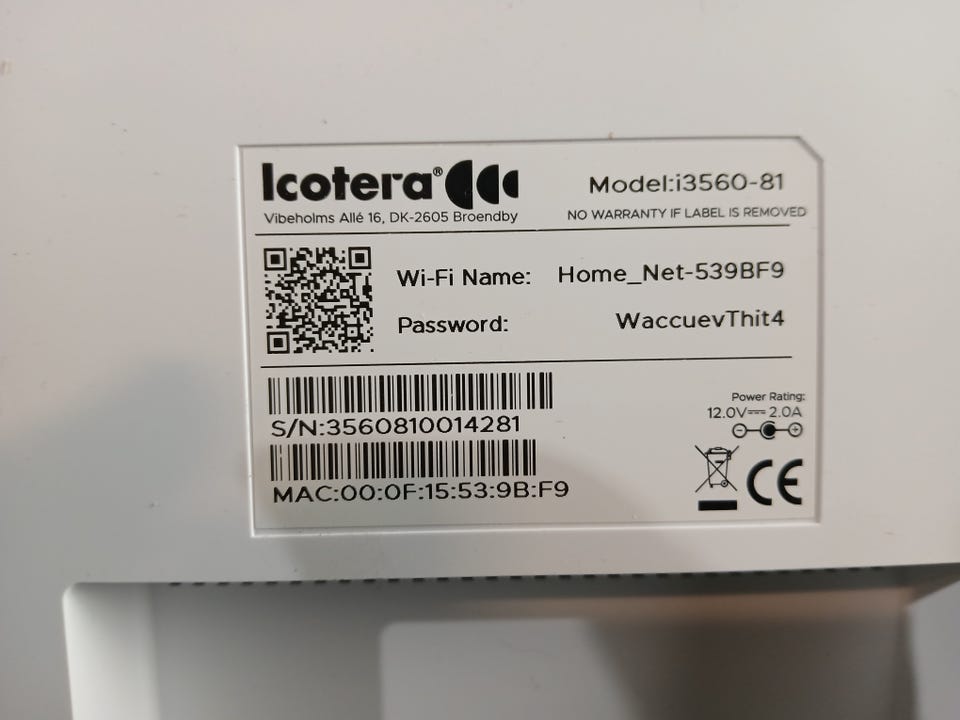 Icotera®
Vibeholms Allé 16, DK-2605 Broendby
Model:i3560-81
NO WARRANTY IF LABEL IS REMOVED
Wi-Fi Name: Home_Net-539BF9
Password: WaccuevThit4
S/N:3560810014281
MAC:00:0F:15:53:9B:F9
Power Rating:
12.0V⎓2.0A
CE